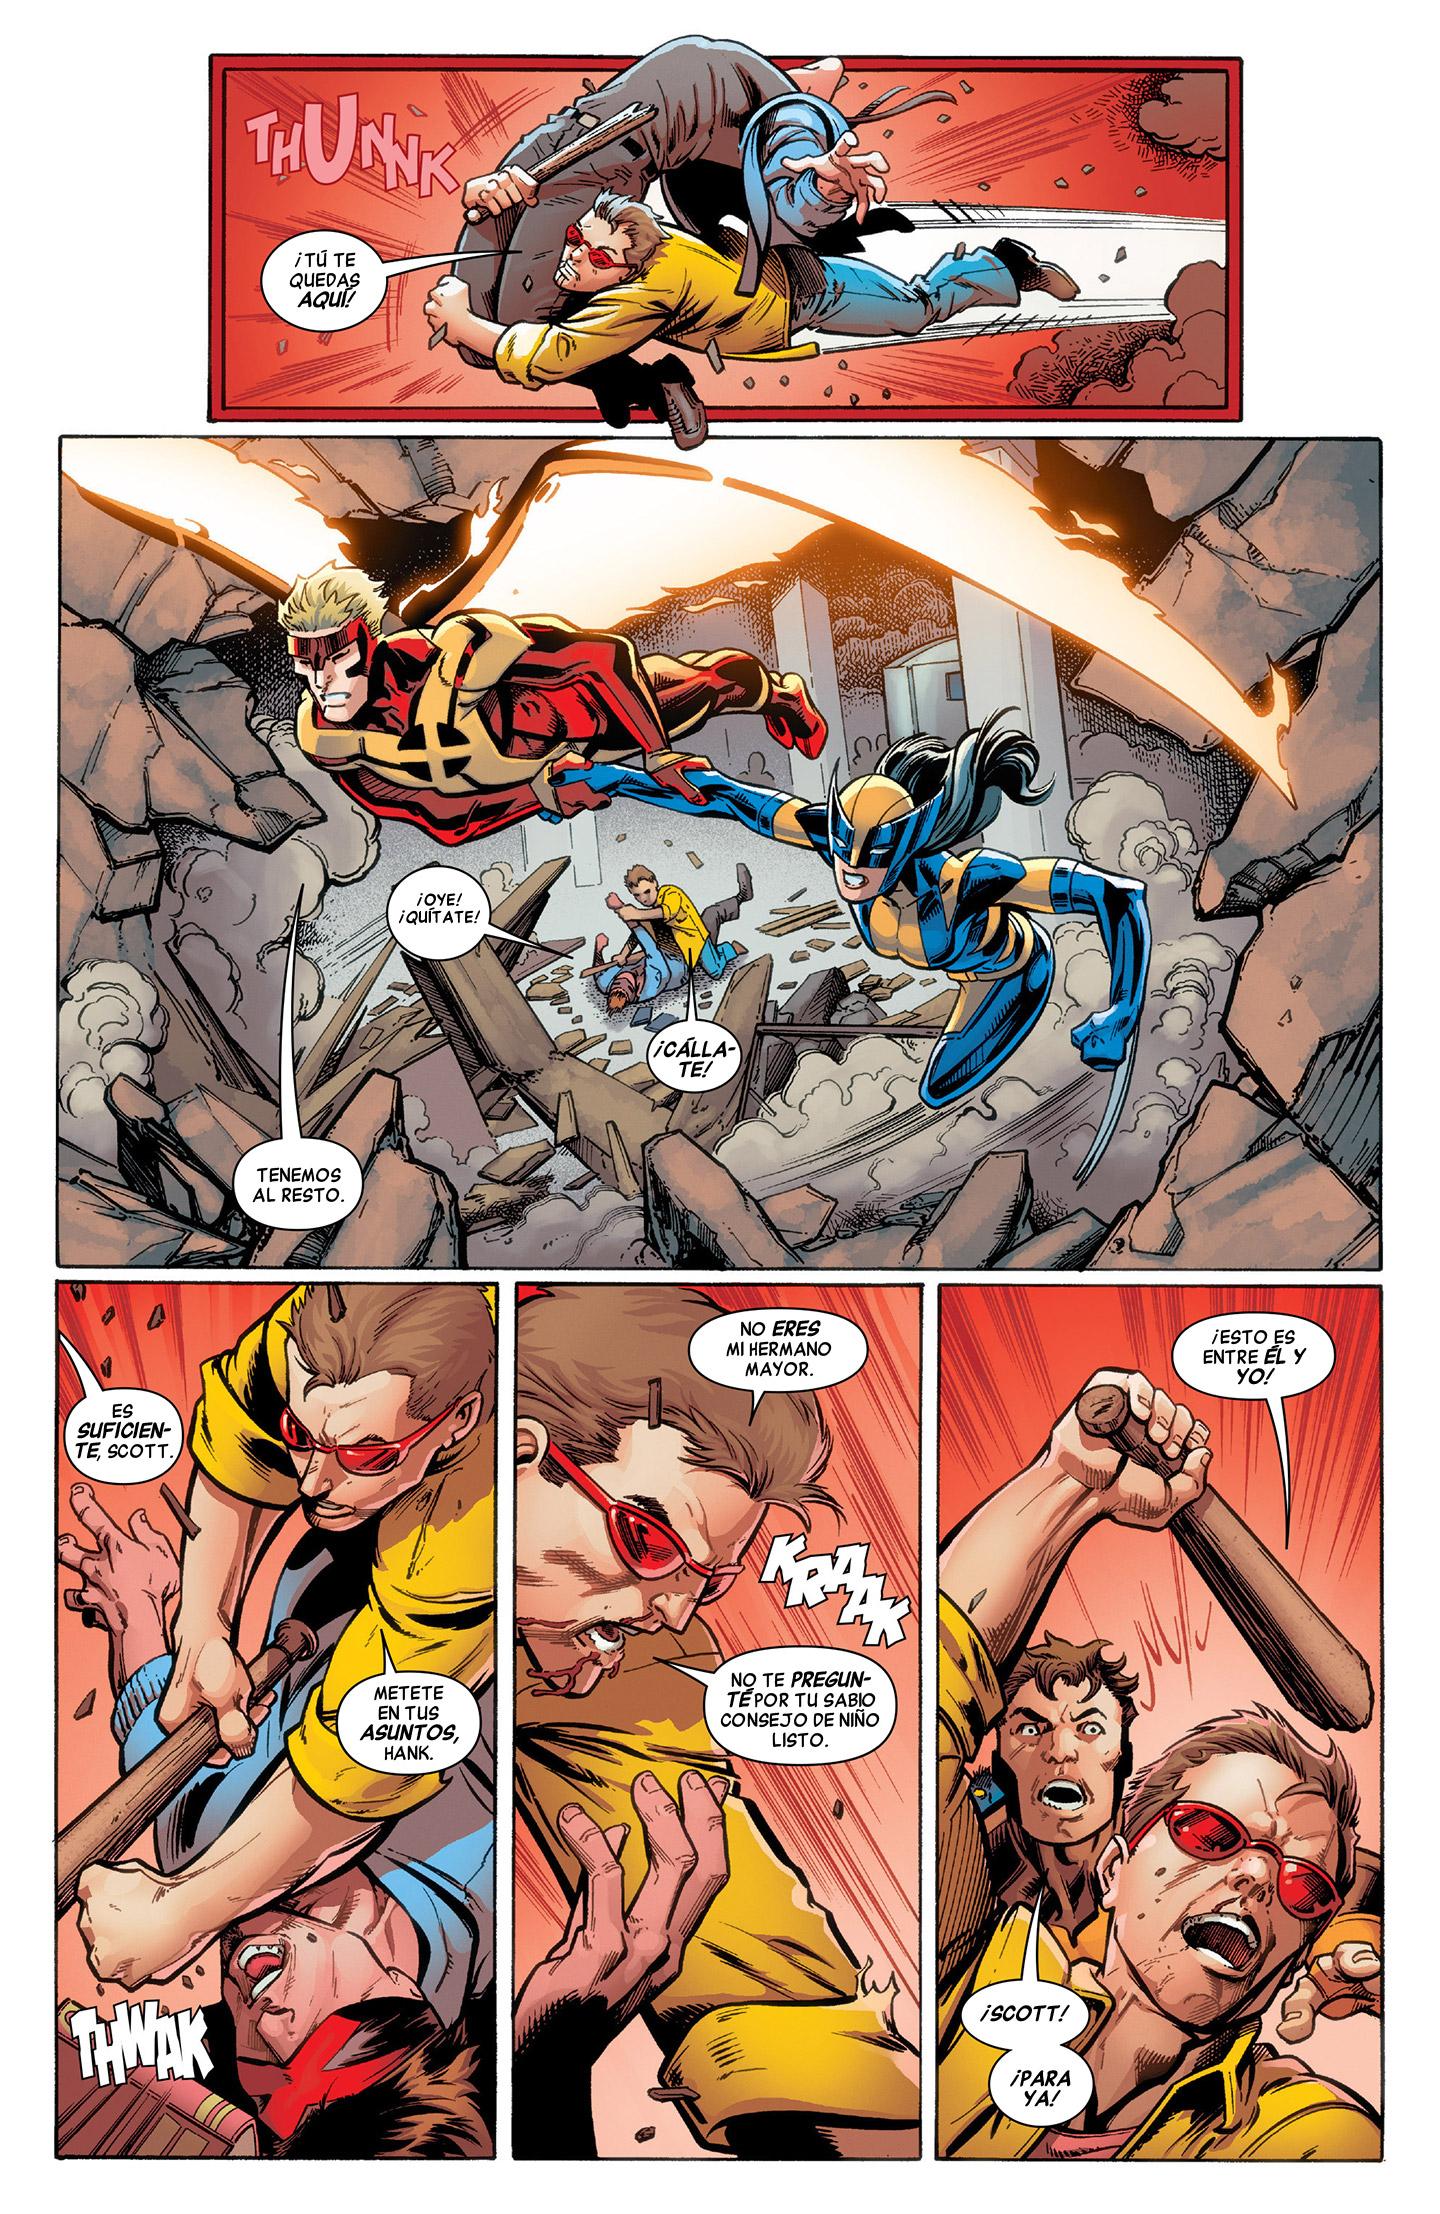 THUNNK
¡TÚ TE
QUEDAS
AQUÍ!
¡OYE!
¡QUÍTATE!
¡CÁLLA-
TE!
TENEMOS
AL RESTO.
ES
SUFICIEN-
TE, SCOTT.
METETE
EN TUS
ASUNTOS,
HANK.
THWAK
NO ERES
MI HERMANO
MAYOR.
KRAAK
NO TE PREGUN-
TÉ POR TU SABIO
CONSEJO DE NIÑO
LISTO.
¡ESTO ES
ENTRE ÉL Y
YO!
¡SCOTT!
¡PARA
YA!